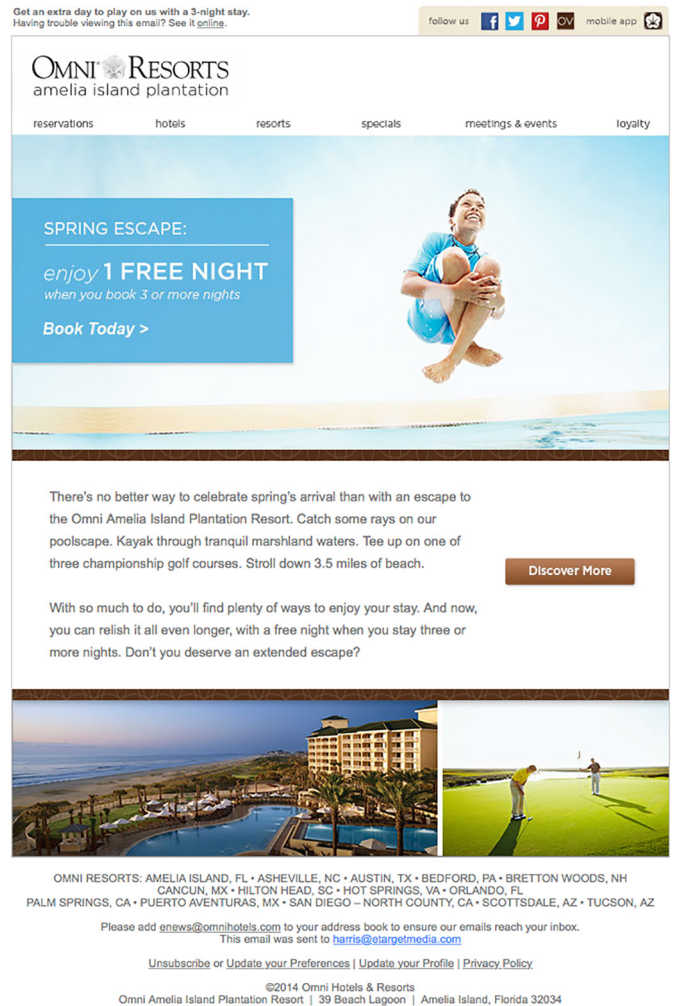 Get an extra day to play on us with a 3-night stay.
Having trouble viewing this email? See it online.
follow us
OV
mobile app
OMNI® RESORTS
amelia island plantation
reservations hotels resorts specials meetings & events loyalty
SPRING ESCAPE:
enjoy 1 FREE NIGHT
when you book 3 or more nights
Book Today >
There's no better way to celebrate spring's arrival than with an escape to
the Omni Amelia Island Plantation Resort. Catch some rays on our
poolscape. Kayak through tranquil marshland waters. Tee up on one of
three championship golf courses. Stroll down 3.5 miles of beach.
Discover More
With so much to do, you'll find plenty of ways to enjoy your stay. And now,
you can relish it all even longer, with a free night when you stay three or
more nights. Don't you deserve an extended escape?
OMNI RESORTS: AMELIA ISLAND, FL • ASHEVILLE, NC • AUSTIN, TX • BEDFORD, PA • BRETTON WOODS, NH
CANCUN, MX • HILTON HEAD, SC • HOT SPRINGS, VA • ORLANDO, FL
PALM SPRINGS, CA • PUERTO AVENTURAS, MX • SAN DIEGO – NORTH COUNTY, CA • SCOTTSDALE, AZ • TUCSON, AZ
Please add enews@omnihotels.com to your address book to ensure our emails reach your inbox.
This email was sent to harris@etargetmedia.com
Unsubscribe or Update your Preferences | Update your Profile | Privacy Policy
©2014 Omni Hotels & Resorts
Omni Amelia Island Plantation Resort | 39 Beach Lagoon | Amelia Island, Florida 32034